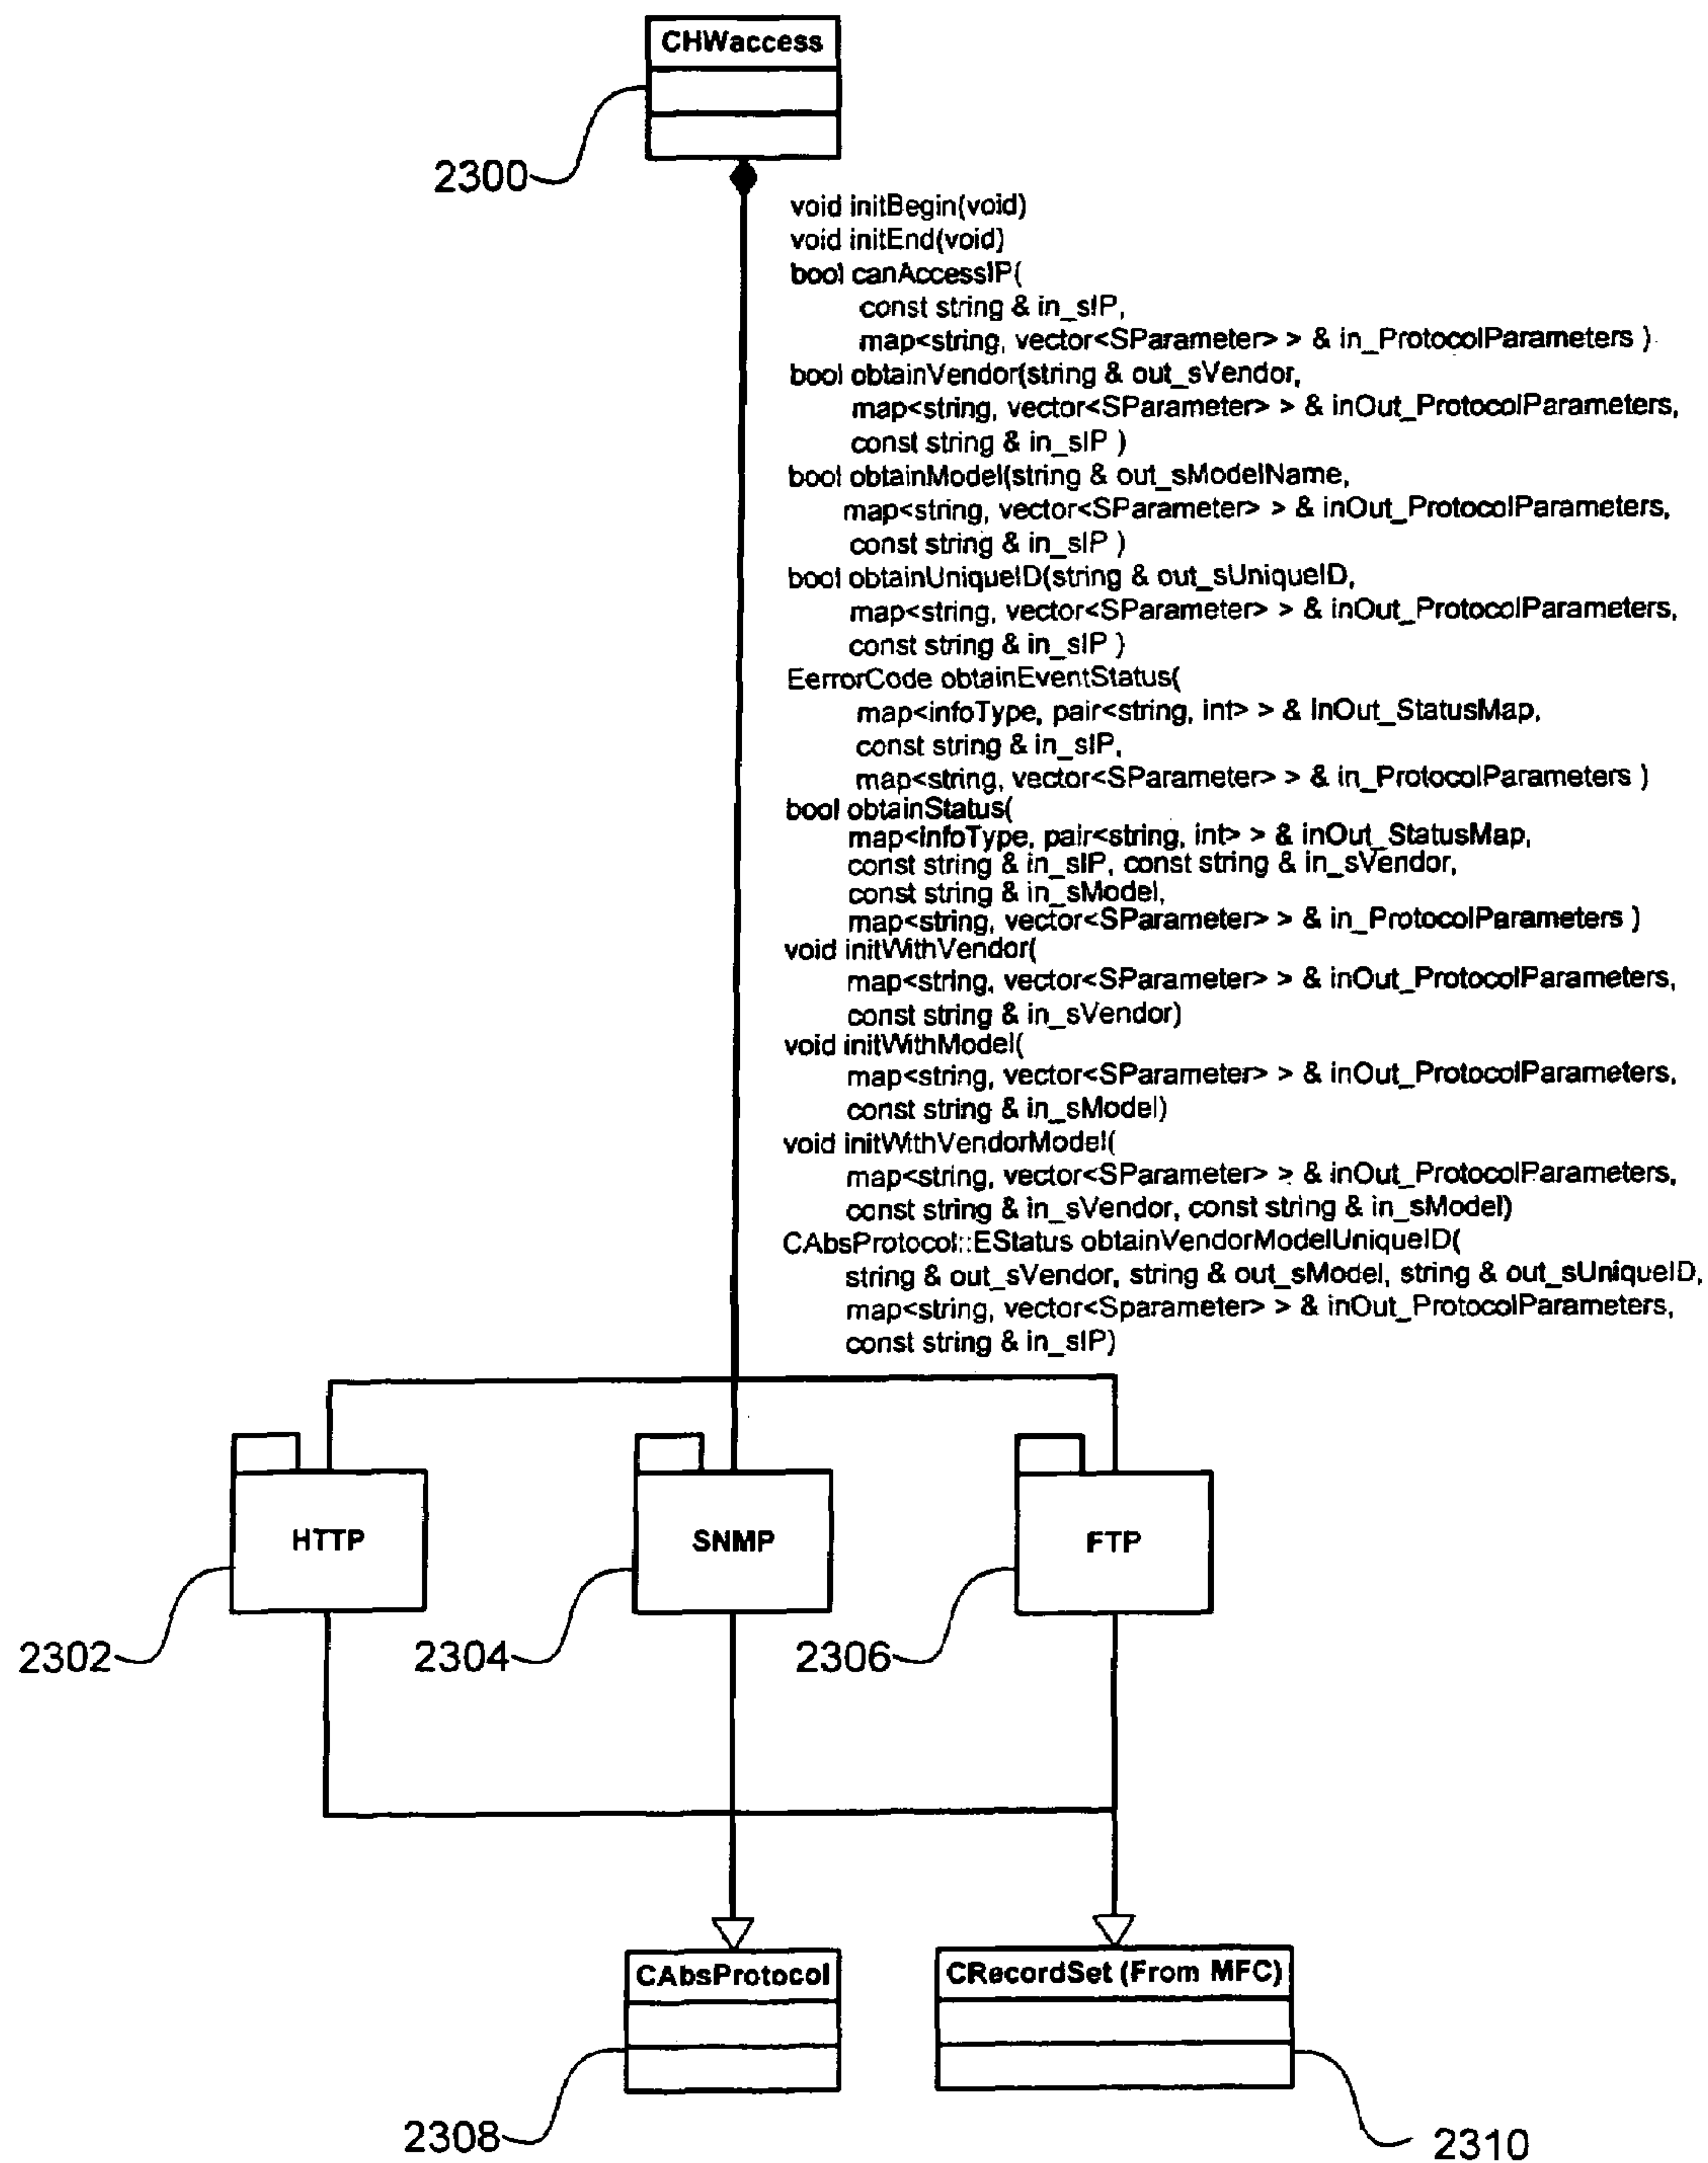 CHWaccess
2300
void initBegin(void)
void initEnd(void)
bool canAccessIP(
const string & in_sIP,
map<string, vector<SParameter> > & in_ProtocolParameters )
bool obtainVendor(string & out_sVendor,
map<string, vector<SParameter> > & inOut_ProtocolParameters,
const string & in_sIP )
bool obtainModel(string & out_sModelName,
map<string, vector<SParameter> > & inOut_ProtocolParameters,
const string & in_sIP )
bool obtainUniqueID(string & out_sUniqueID,
map<string, vector<SParameter> > & inOut_ProtocolParameters,
const string & in_sIP )
EerrorCode obtainEventStatus(
map<infoType, pair<string, int> > & InOut_StatusMap,
const string & in_sIP,
map<string, vector<SParameter> > & in_ProtocolParameters )
bool obtainStatus(
map<infoType, pair<string, int> > & inOut_StatusMap,
const string & in_sIP, const string & in_sVendor,
const string & in_sModel,
map<string, vector<SParameter> > & in_ProtocolParameters )
void initWithVendor(
map<string, vector<SParameter> > & inOut_ProtocolParameters,
const string & in_sVendor)
void initWithModel(
map<string, vector<SParameter> > & inOut_ProtocolParameters,
const string & in_sModel)
void initWithVendorModel(
map<string, vector<SParameter> > & inOut_ProtocolParameters,
const string & in_sVendor, const string & in_sModel)
CAbsProtocol::EStatus obtainVendorModelUniqueID(
string & out_sVendor, string & out_sModel, string & out_sUniqueID,
map<string, vector<Sparameter> > & inOut_ProtocolParameters,
const string & in_sIP)
HTTP
SNMP
FTP
2302
2304
2306
CAbsProtocol
CRecordSet (From MFC)
2308
2310